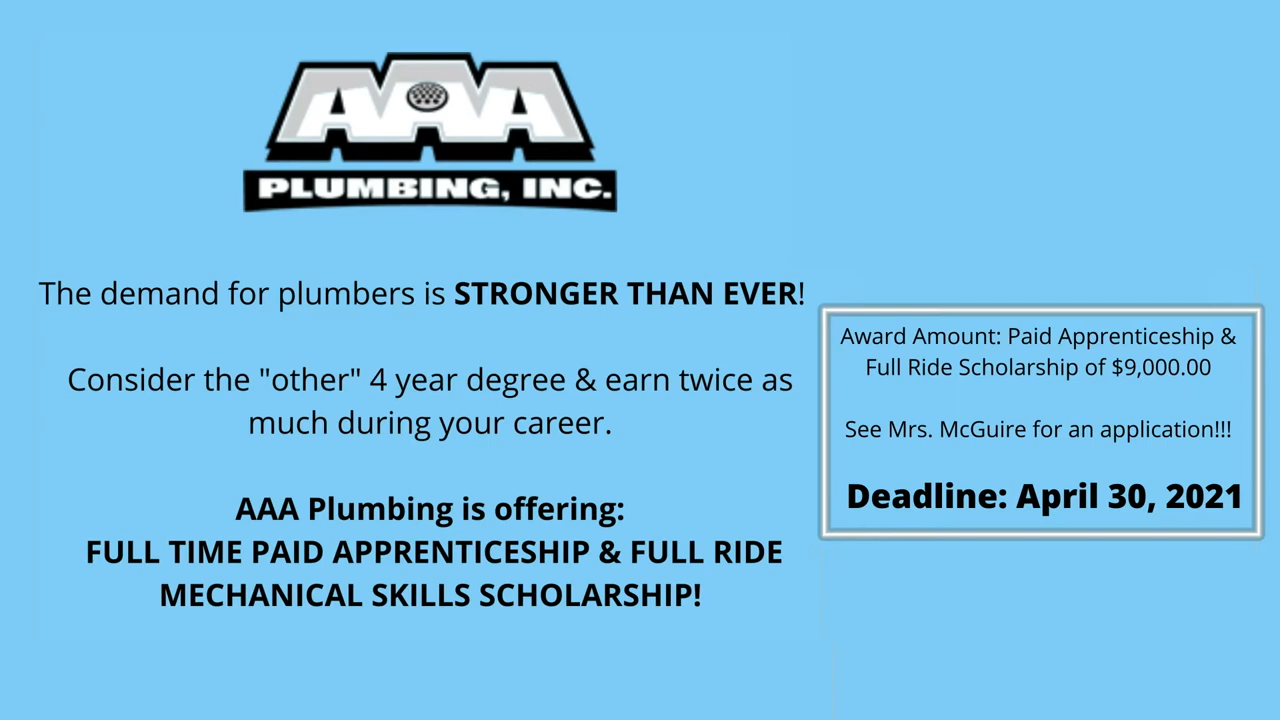 AAA
PLUMBING, INC.
The demand for plumbers is STRONGER THAN EVER!
Consider the "other" 4 year degree & earn twice as
much during your career.
AAA Plumbing is offering:
FULL TIME PAID APPRENTICESHIP & FULL RIDE
MECHANICAL SKILLS SCHOLARSHIP!
Award Amount: Paid Apprenticeship &
Full Ride Scholarship of $9,000.00
See Mrs. McGuire for an application!!!
Deadline: April 30, 2021